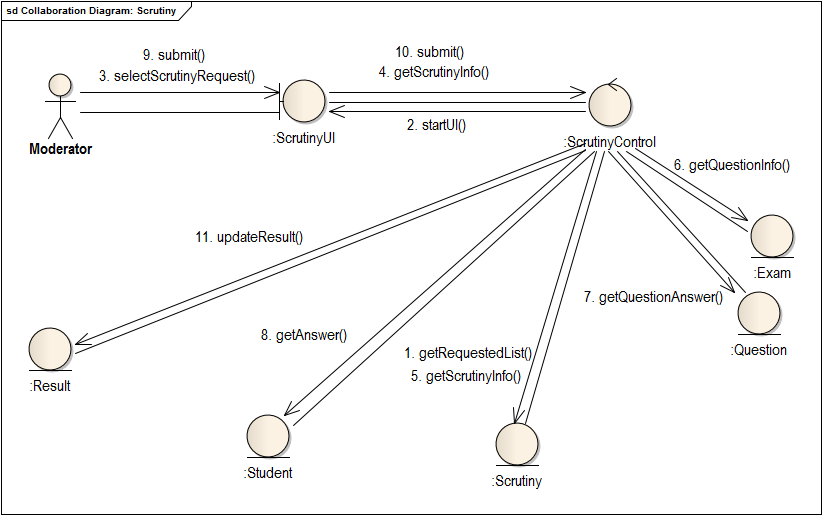 sd Collaboration Diagram: Scrutiny
9. submit()
3. selectScrutinyRequest()
10. submit()
4. getScrutinyInfo()
2. startUI()
Moderator
:ScrutinyUI
:ScrutinyControl
6. getQuestionInfo()
11. updateResult()
:Exam
7. getQuestionAnswer()
8. getAnswer()
1. getRequestedList()
:Question
5. getScrutinyInfo()
:Result
:Student
:Scrutiny